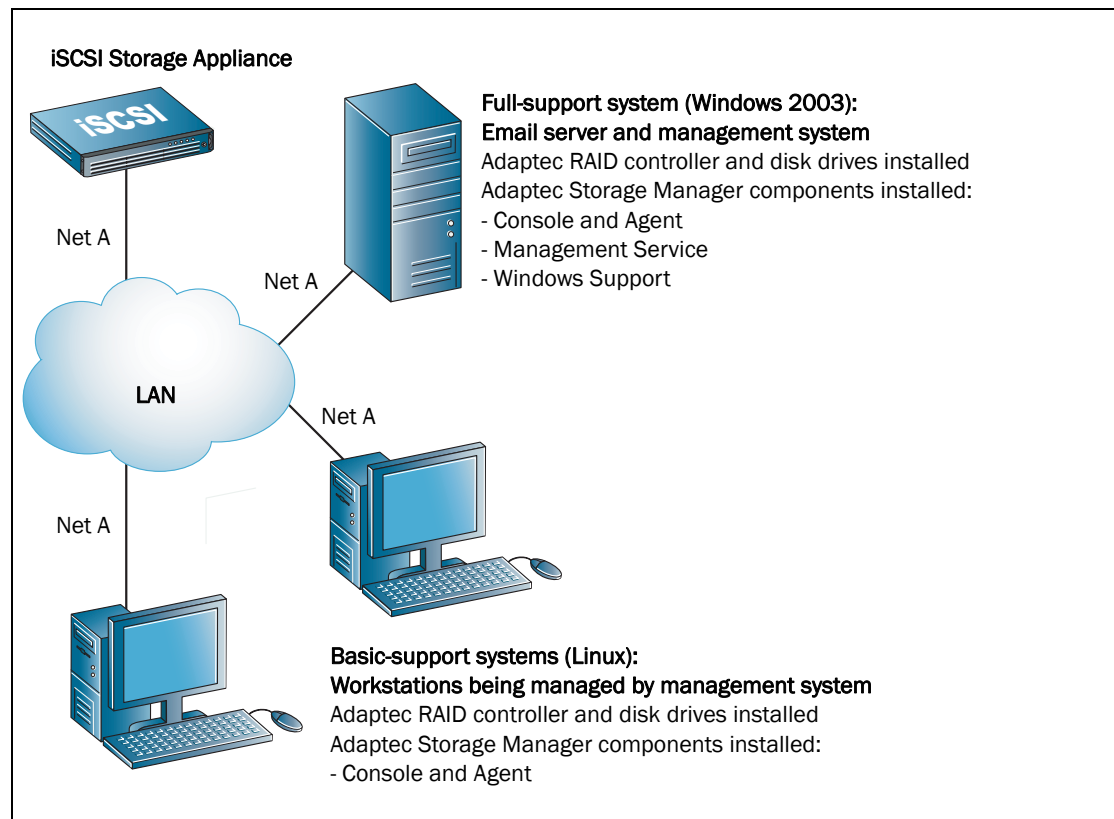 iSCSI Storage Appliance
iSCSI
Full-support system (Windows 2003):
Email server and management system
Adaptec RAID controller and disk drives installed
Adaptec Storage Manager components installed:
- Console and Agent
- Management Service
- Windows Support
Net A
Net A
LAN
Net A
Net A
Basic-support systems (Linux):
Workstations being managed by management system
Adaptec RAID controller and disk drives installed
Adaptec Storage Manager components installed:
- Console and Agent